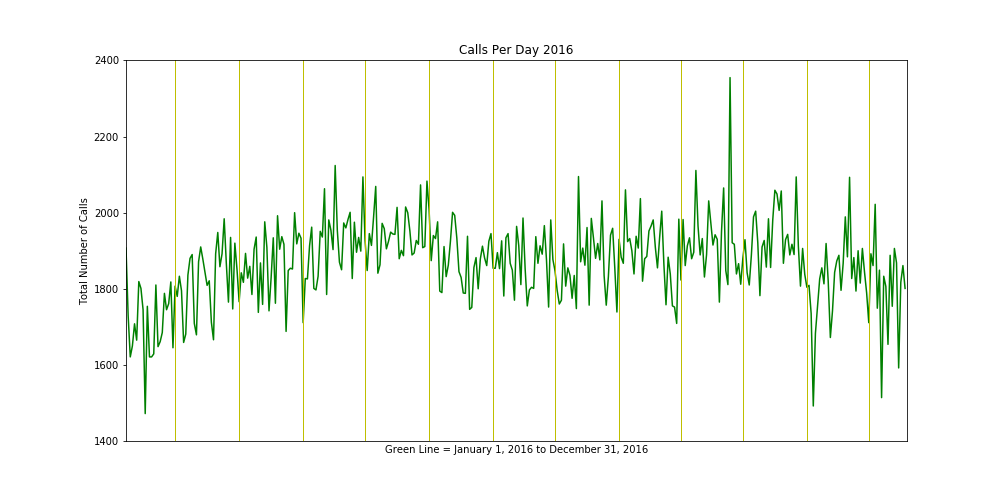 Calls Per Day 2016
2400
2200
2000
1800
1600
1400
Total Number of Calls
Green Line = January 1, 2016 to December 31, 2016